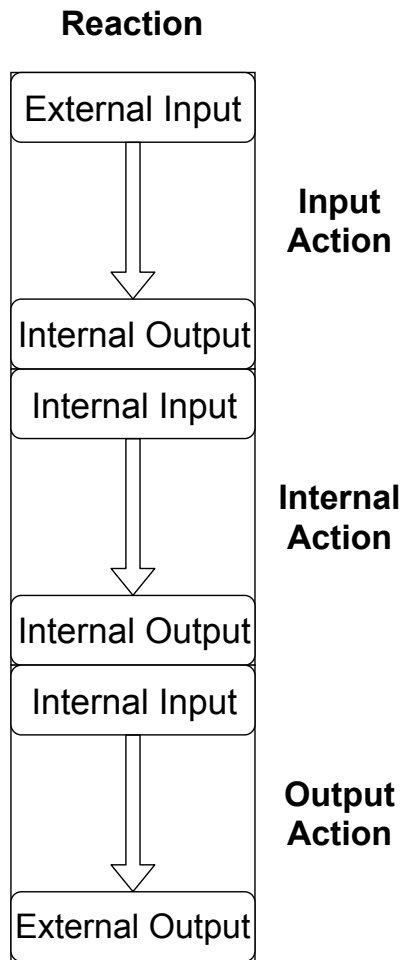 Reaction
External Input
Input
Action
Internal Output
Internal Input
Internal
Action
Internal Output
Internal Input
Output
Action
External Output